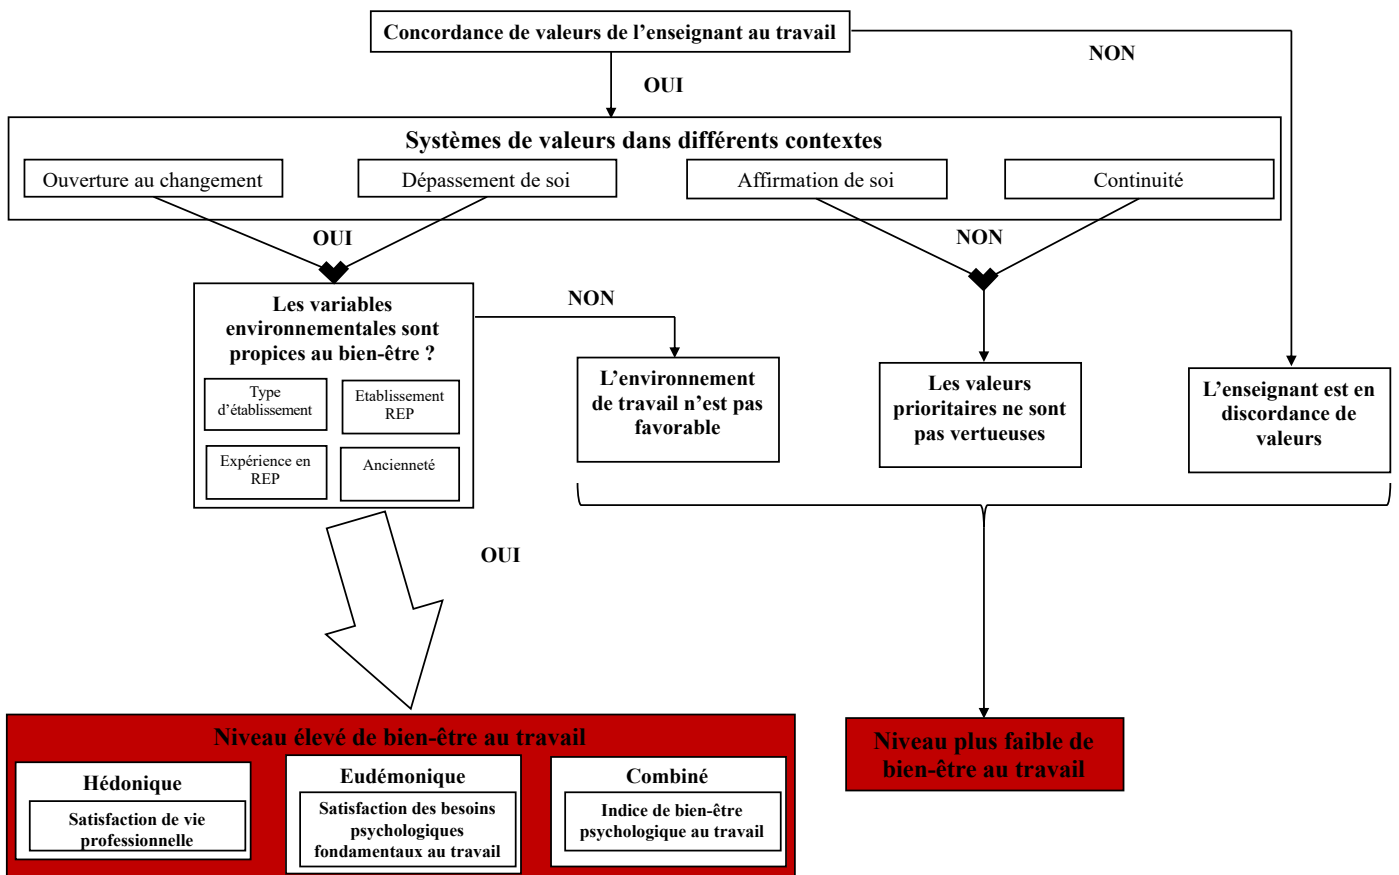 Concordance de valeurs de l’enseignant au travail
NON
OUI
Systèmes de valeurs dans différents contextes
Ouverture au changement
Dépassement de soi
Affirmation de soi
Continuité
OUI
NON
Les variables
environnementales sont
propices au bien-être ?
Type
d’établissement
Etablissement
REP
Expérience en
REP
Ancienneté
NON
L’environnement
de travail n’est pas
favorable
Les valeurs
prioritaires ne sont
pas vertueuses
L’enseignant est en
discordance de
valeurs
OUI
Niveau élevé de bien-être au travail
Hédonique
Satisfaction de vie
professionnelle
Eudémonique
Satisfaction des besoins
psychologiques
fondamentaux au travail
Combiné
Indice de bien-être
psychologique au travail
Niveau plus faible de
bien-être au travail